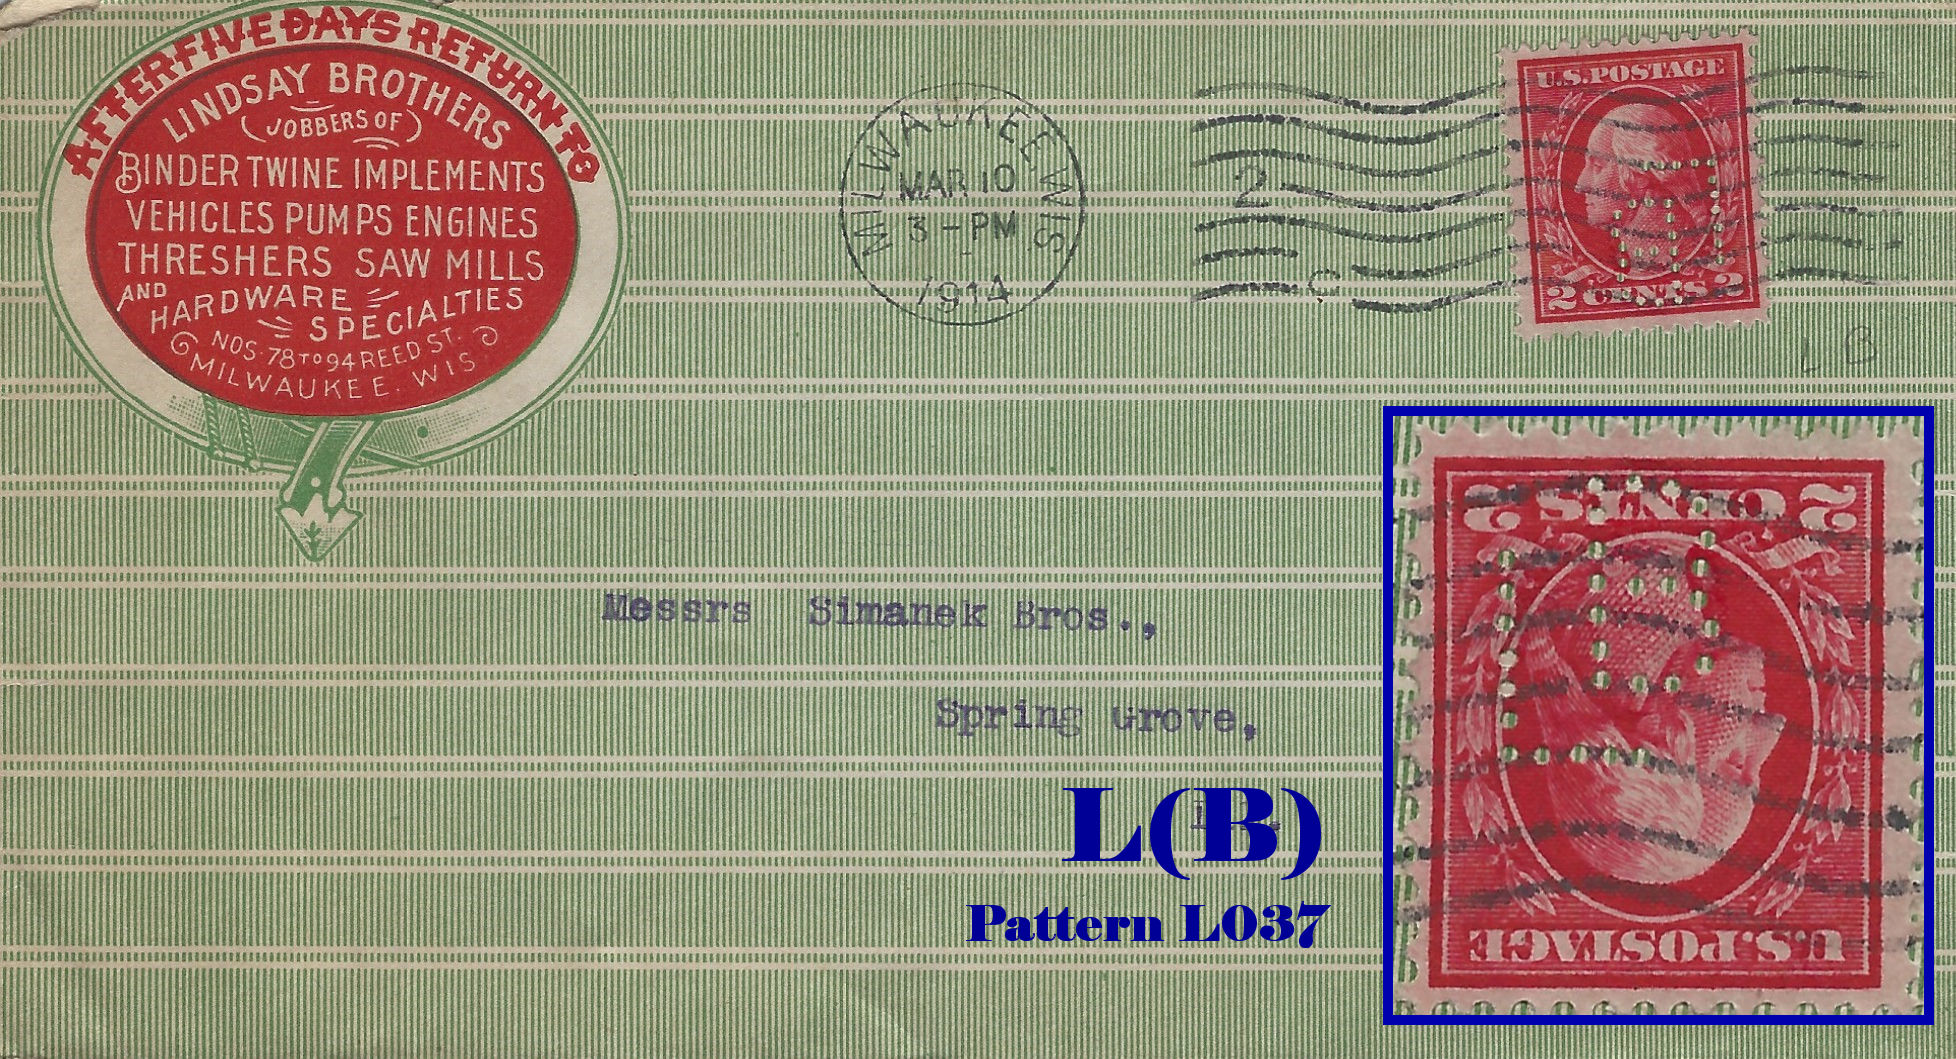 AFTER FIVE DAYS RETURN TO
LINDSAY BROTHERS
JOBBERS OF
BINDER TWINE IMPLEMENTS
VEHICLES PUMPS ENGINES
THRESHERS SAW MILLS
AND HARDWARE
SPECIALTIES
NOS. 78 TO 94 REED ST.
MILWAUKEE. WIS.
MILWAUKEE WIS
MAR 10
3-PM
1914
2
C
U.S. POSTAGE
2 CENTS 2
L B
Messrs Simanek Bros.,
Spring Grove,
L(B)
Pattern L037
2 CENTS 2
LB
U.S. POSTAGE